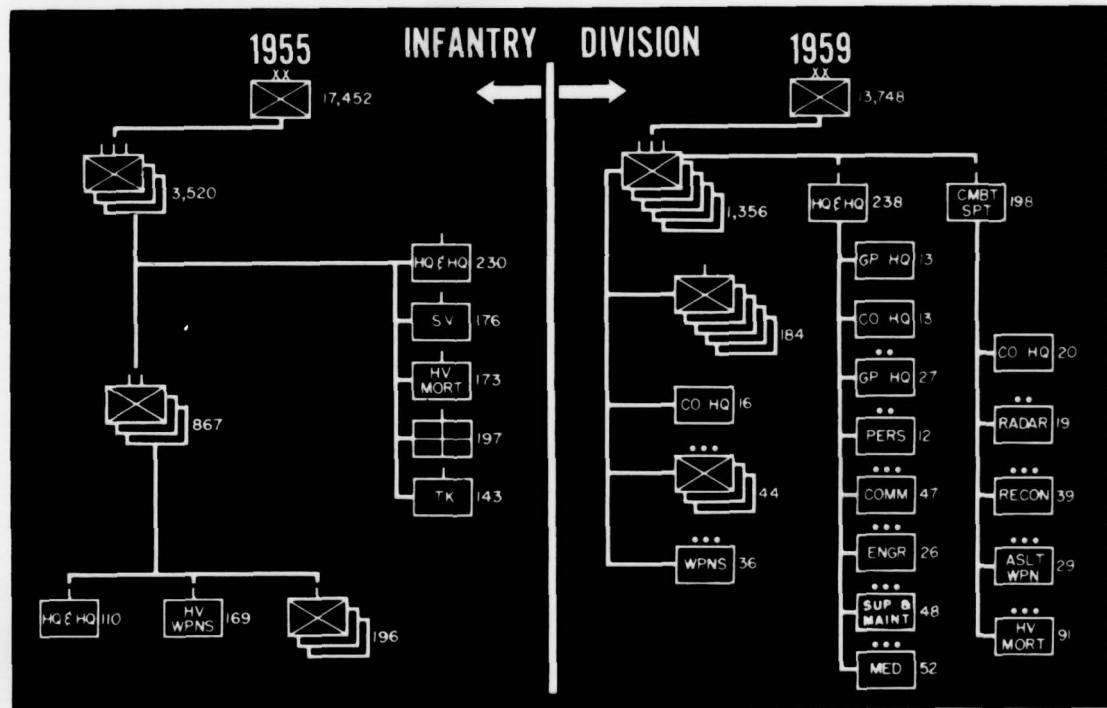 INFANTRY DIVISION
1955
XX
17,452
3,520
HQ & HQ 230
SV 176
HV
MORT 173
197
TK 143
867
HQ & HQ 110
HV
WPNS 169
196
1959
XX
13,748
1,356
184
CO HQ 16
44
WPNS 36
HQ & HQ 238
GP HQ 13
CO HQ 13
GP HQ 27
PERS 12
COMM 47
ENGR 26
SUP &
MAINT 48
MED 52
CMBT
SPT 198
CO HQ 20
RADAR 19
RECON 39
ASLT
WPN 29
HV
MORT 91